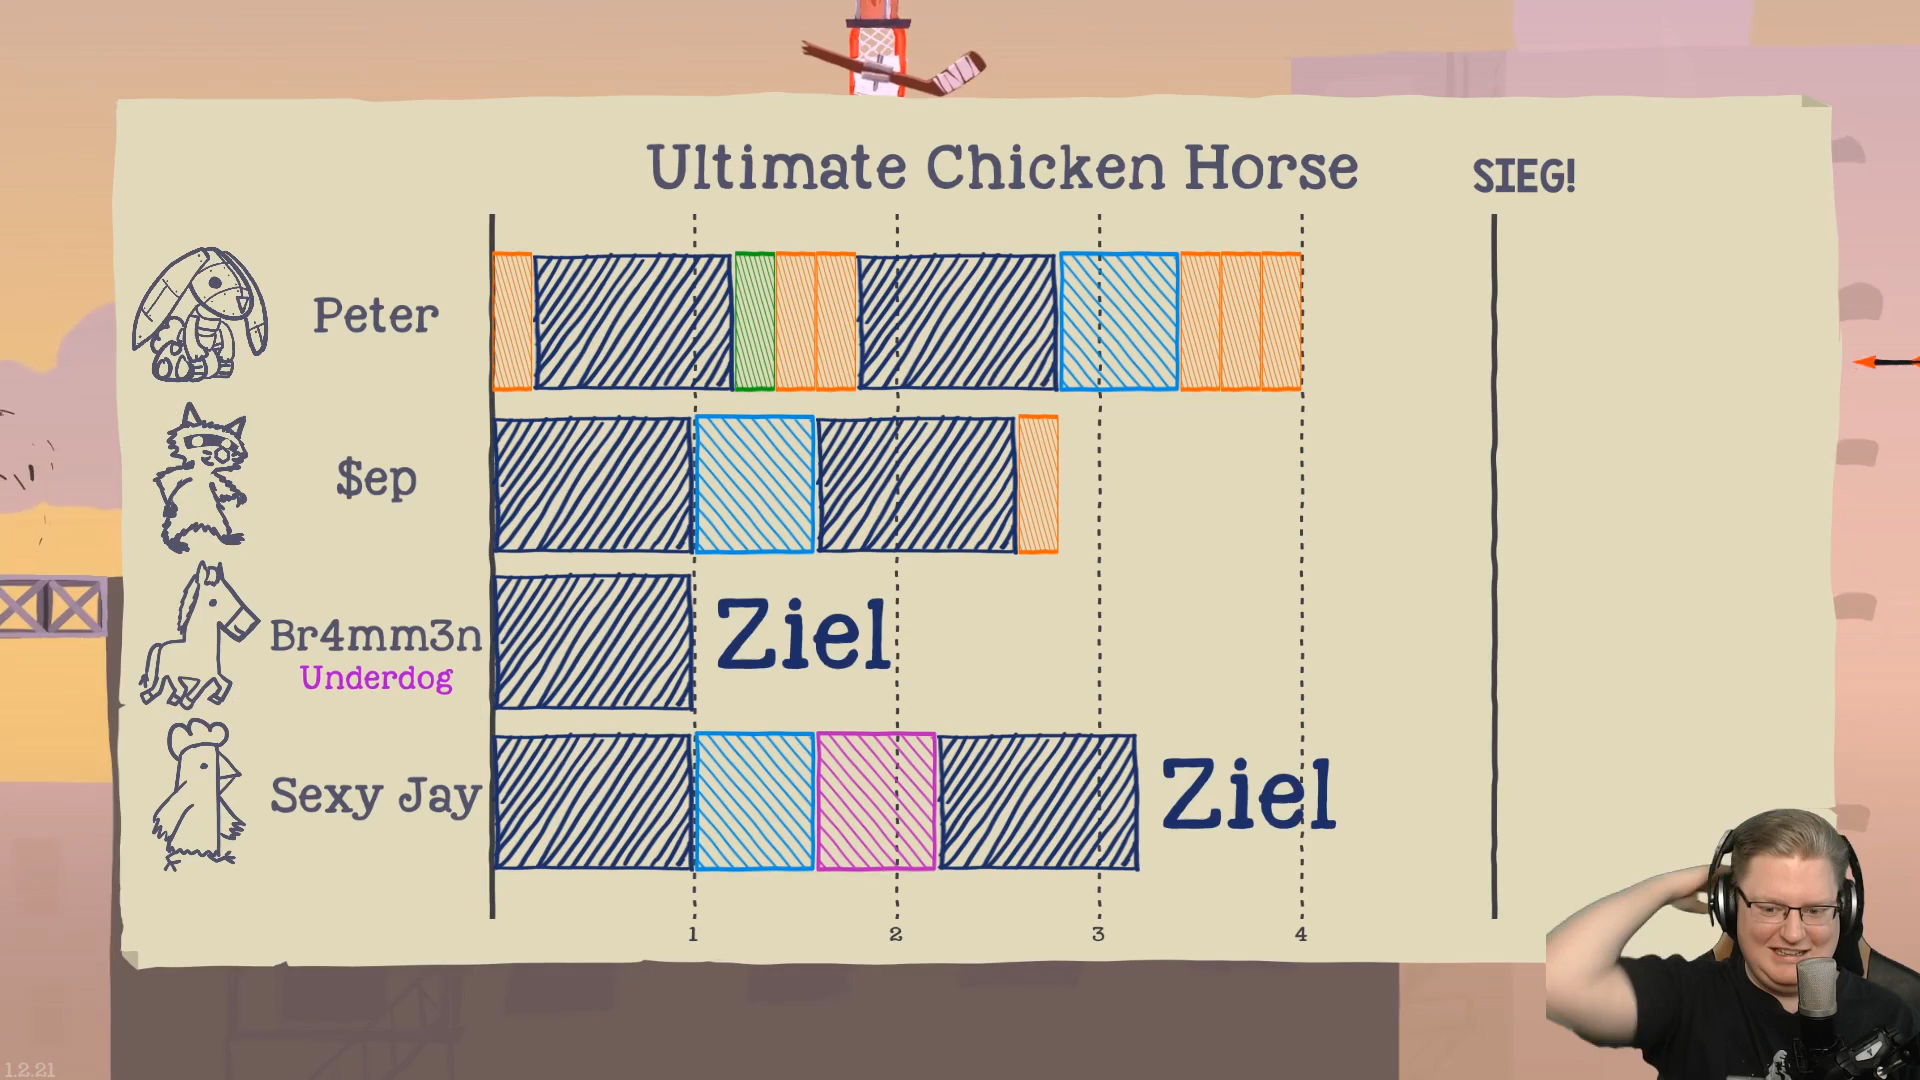 Ultimate Chicken Horse
SIEG!
Peter
$ep
Br4mm3n
Ziel
Underdog
Sexy Jay
Ziel
1 2 3 4
1.2.21